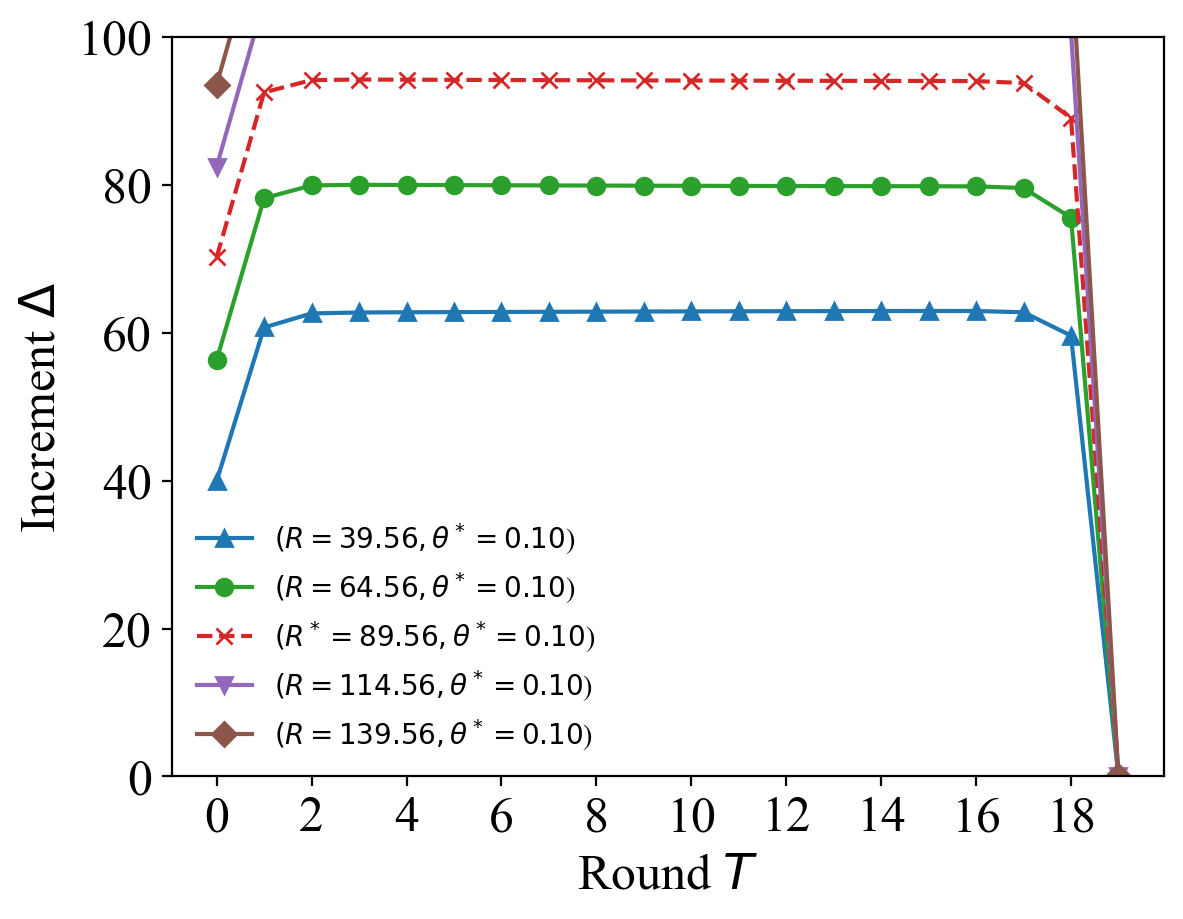 100
80
60
40
20
0
Increment Δ
(R = 39.56, θ* = 0.10)
(R = 64.56, θ* = 0.10)
(R* = 89.56, θ* = 0.10)
(R = 114.56, θ* = 0.10)
(R = 139.56, θ* = 0.10)
0 2 4 6 8 10 12 14 16 18
Round T